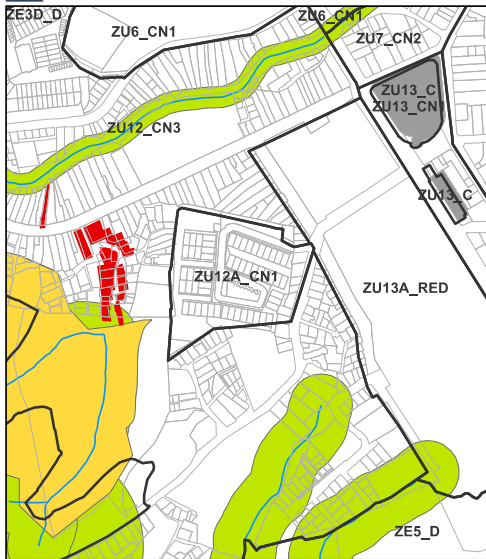 ZE3D_D
ZU6_CN1
ZU6_CN1
ZU7_CN2
ZU13_C
ZU13_CN1
ZU12_CN3
ZU13_C
ZU12A_CN1
ZU13A_RED
ZE5_D